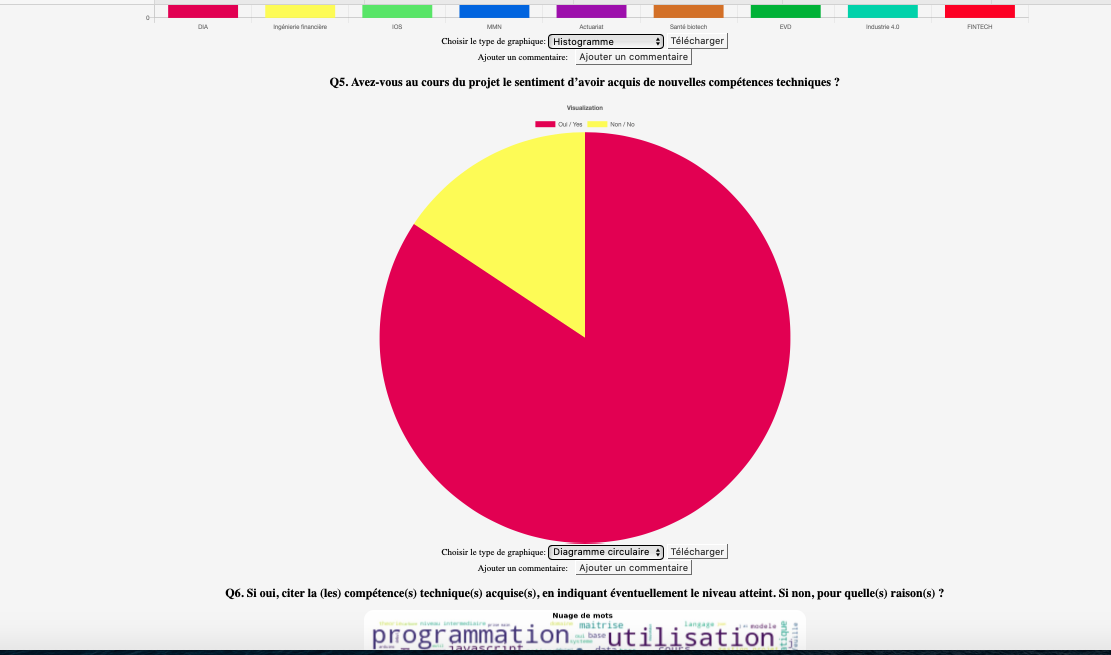 0
DIA Ingénierie financière IOS MMN Actuariat Santé biotech EVD Industrie 4.0 FINTECH
Choisir le type de graphique: Histogramme Télécharger
Ajouter un commentaire: Ajouter un commentaire
Q5. Avez-vous au cours du projet le sentiment d'avoir acquis de nouvelles compétences techniques ?
Visualization
Oui / Yes Non / No
Choisir le type de graphique: Diagramme circulaire Télécharger
Ajouter un commentaire: Ajouter un commentaire
Q6. Si oui, citer la (les) compétence(s) technique(s) acquise(s), en indiquant éventuellement le niveau atteint. Si non, pour quelle(s) raison(s) ?
Nuage de mots
niveau intermediaire maitrise langage modele
programmation oui base utilisation
systeme
javascript